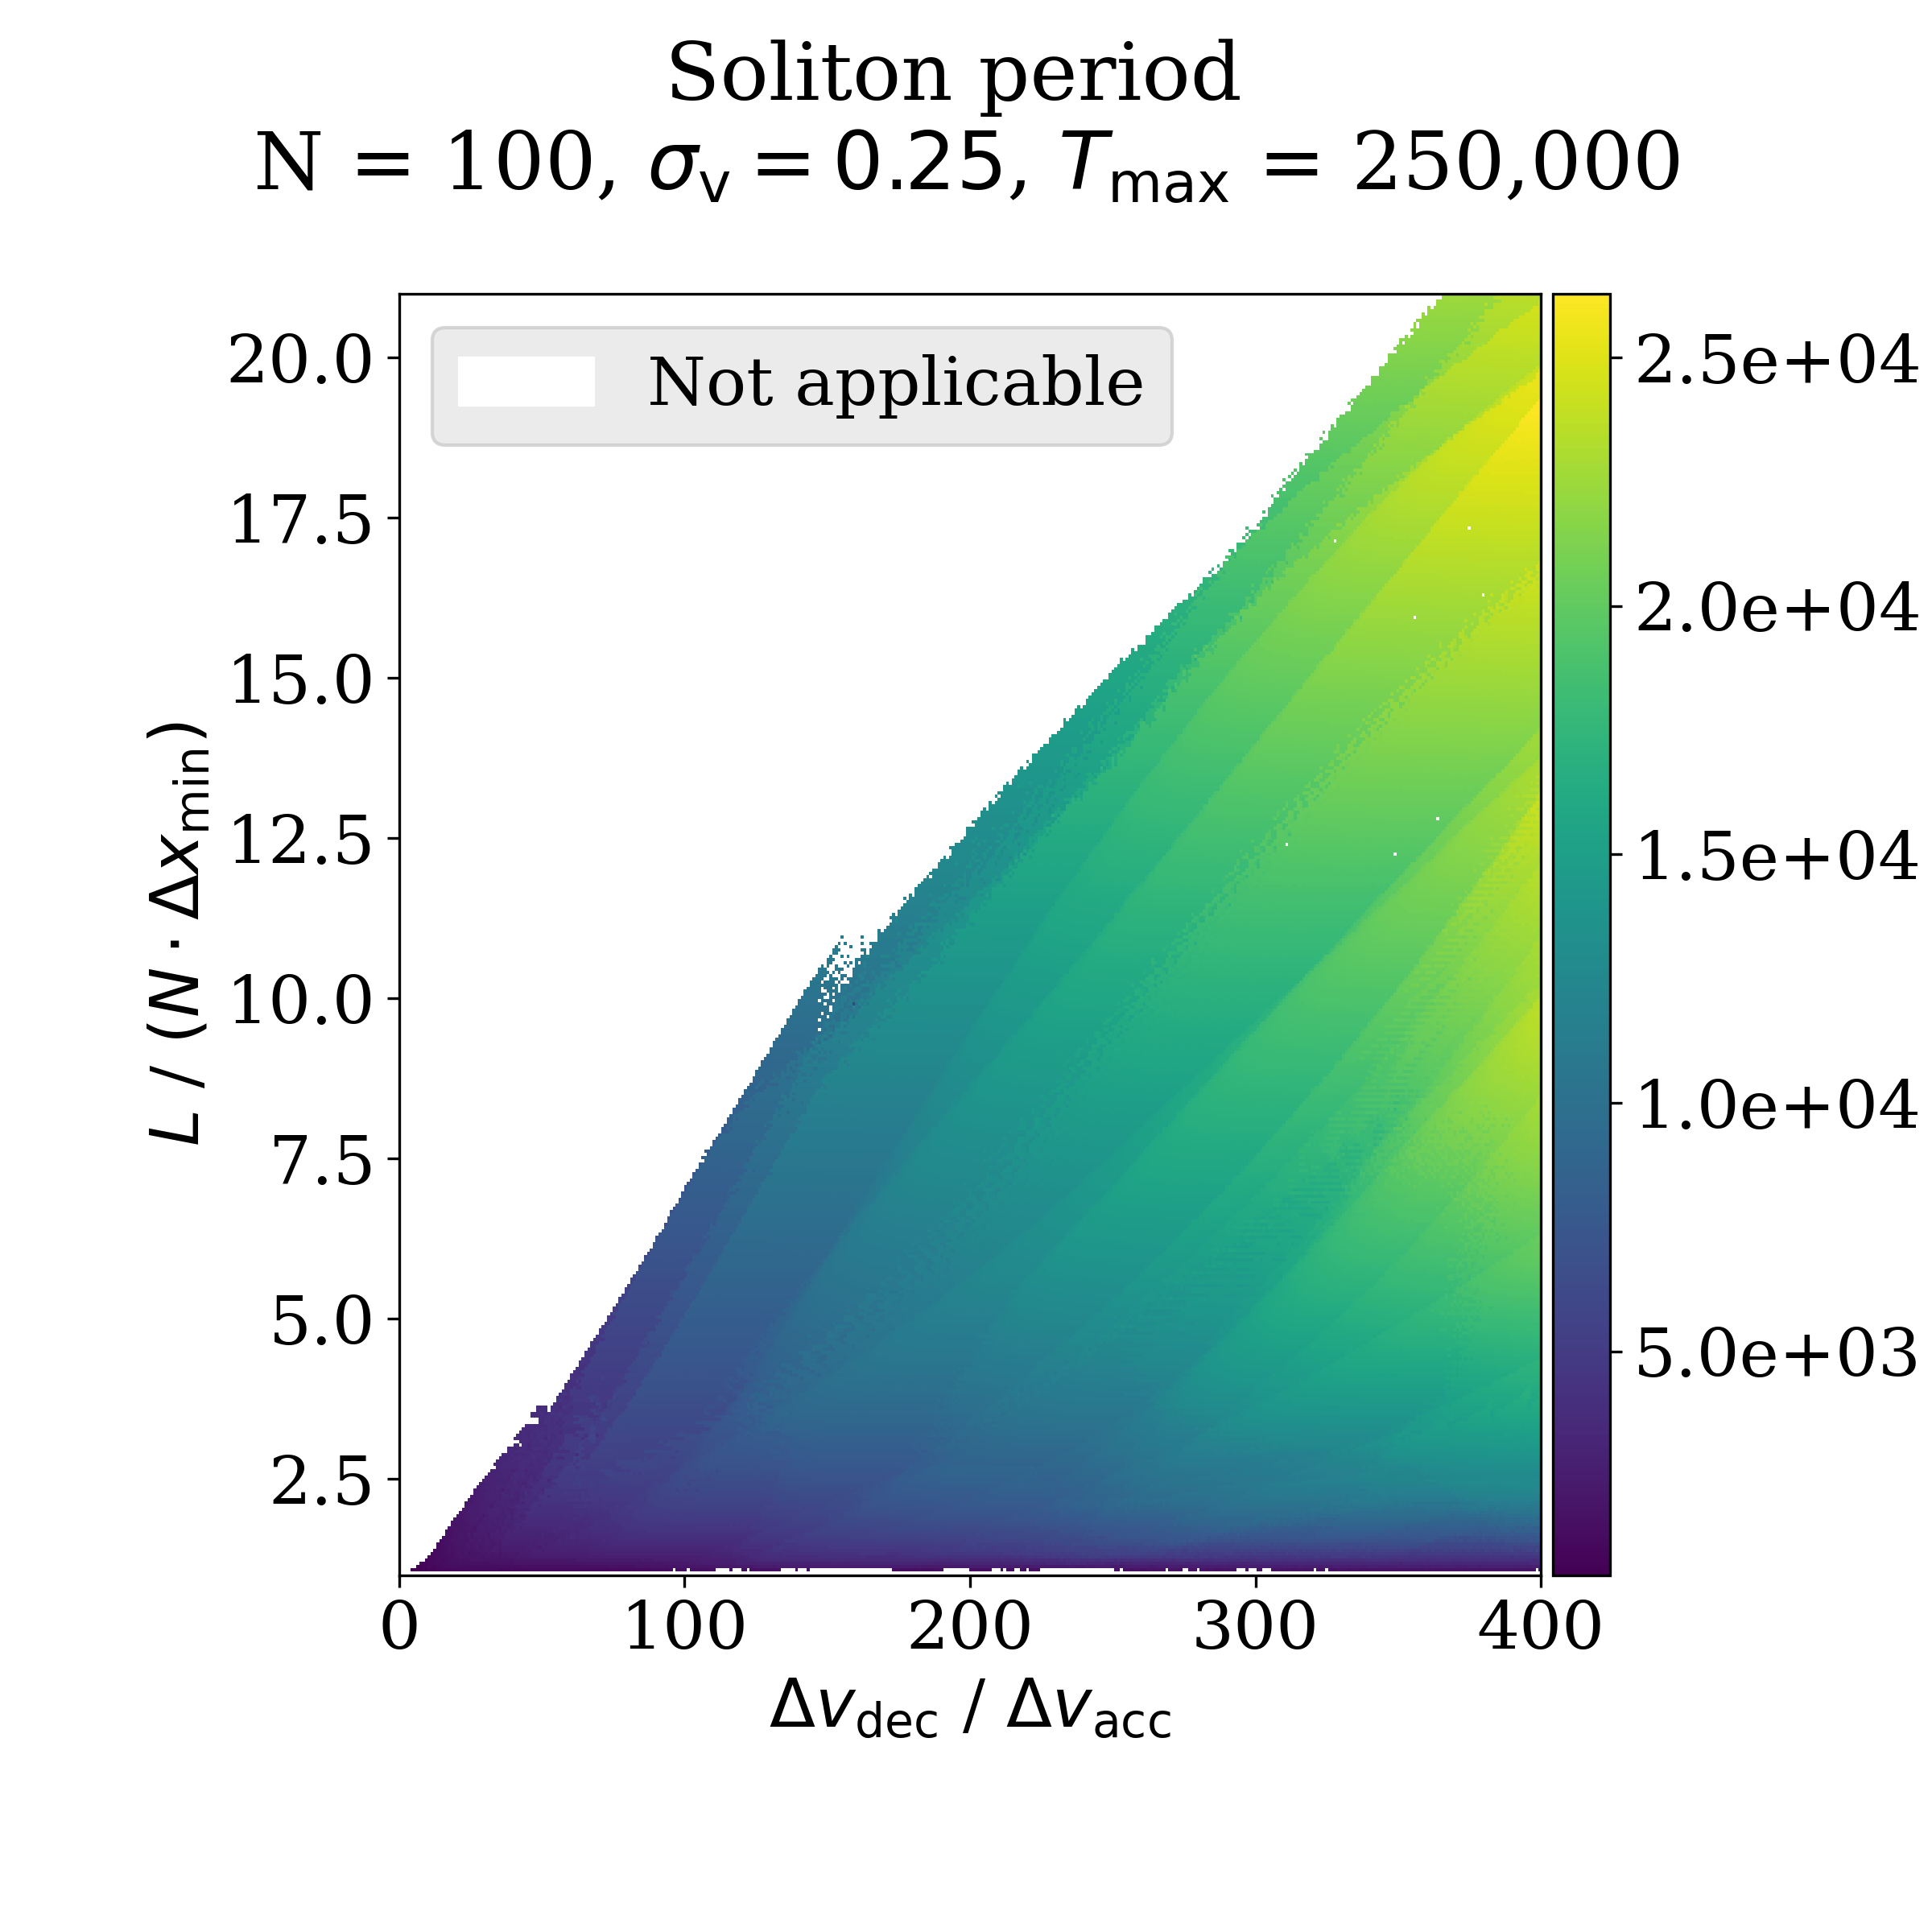 Soliton period
N = 100, σv = 0.25, Tmax = 250,000
Not applicable
20.0
17.5
15.0
12.5
10.0
7.5
5.0
2.5
L / (N · Δxmin)
0 100 200 300 400
Δvdec / Δvacc
2.5e+04
2.0e+04
1.5e+04
1.0e+04
5.0e+03